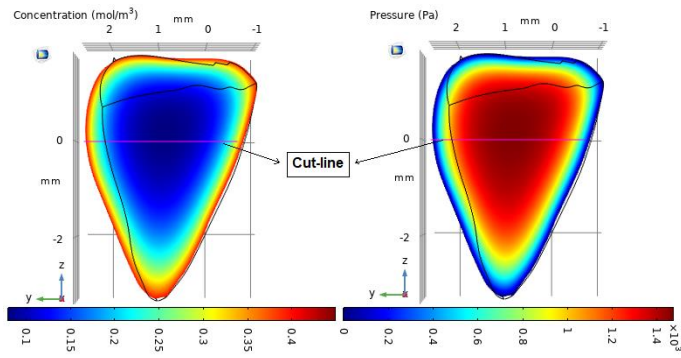 Concentration (mol/m³)
mm
2 1 0 -1
0
mm
-2
z
y
0.1 0.15 0.2 0.25 0.3 0.35 0.4
Cut-line
Pressure (Pa)
mm
2 1 0 -1
0
mm
-2
z
y
0 0.2 0.4 0.6 0.8 1 1.2 1.4 ×10³